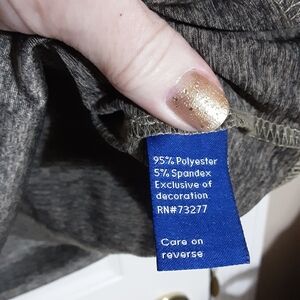 95% Polyester
5% Spandex
Exclusive of
decoration
RN#73277
Care on
reverse